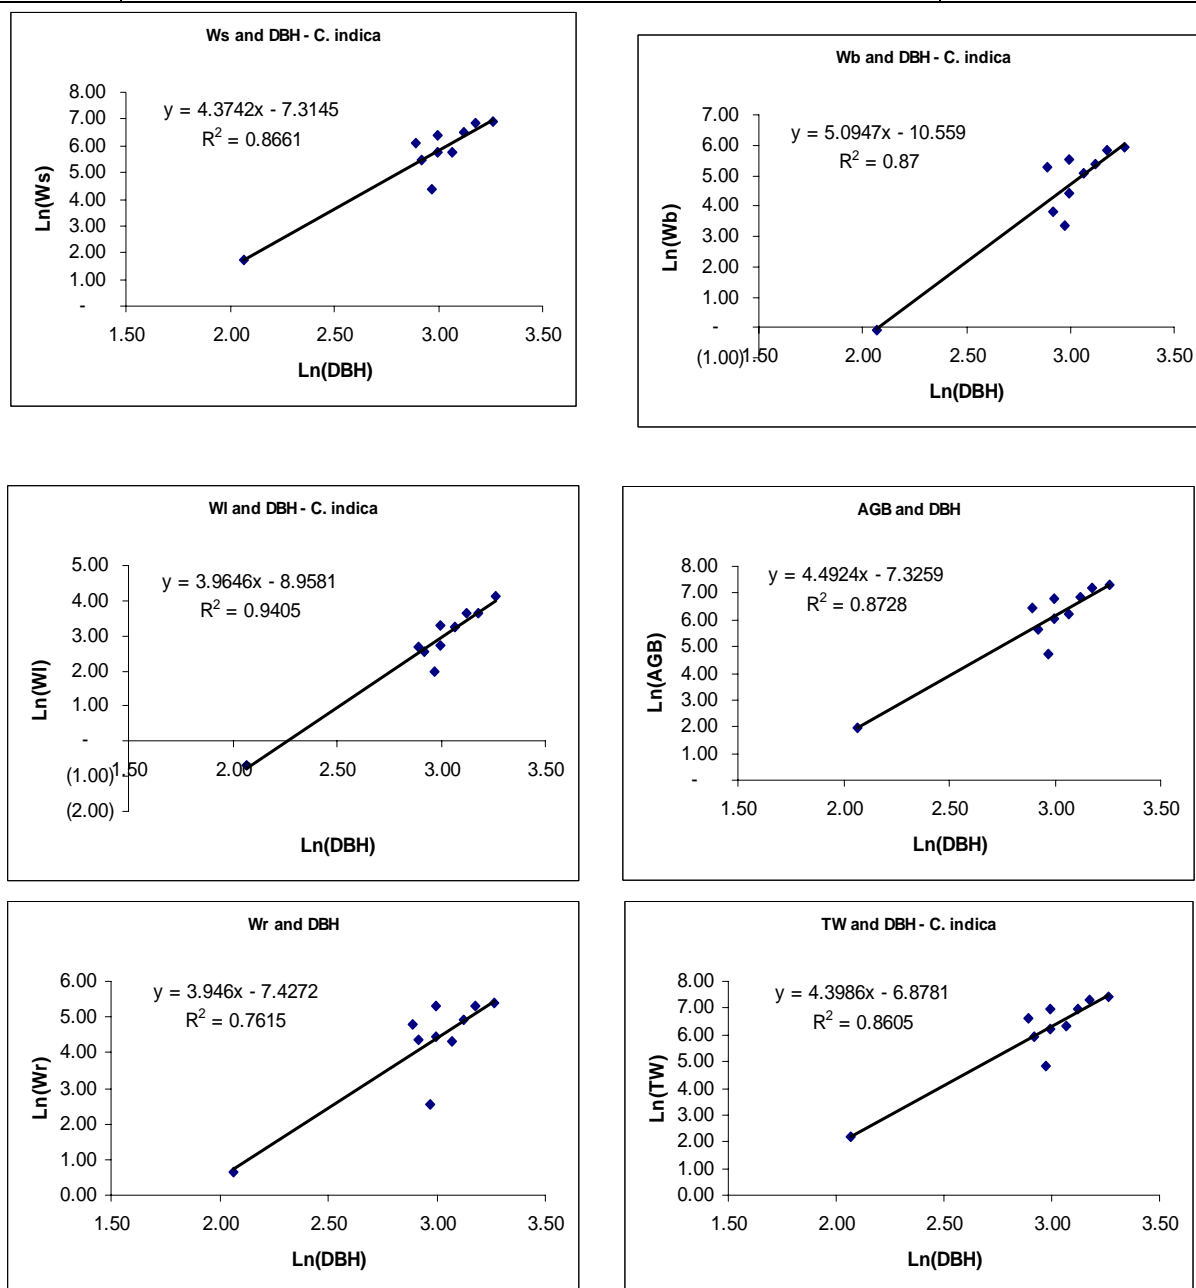 Ws and DBH - C. indica
y = 4.3742x - 7.3145
R² = 0.8661
8.00
7.00
6.00
5.00
4.00
3.00
2.00
1.00
-
Ln(Ws)
1.50 2.00 2.50 3.00 3.50
Ln(DBH)
Wb and DBH - C. indica
y = 5.0947x - 10.559
R² = 0.87
7.00
6.00
5.00
4.00
3.00
2.00
1.00
-
(1.00)
Ln(Wb)
1.50 2.00 2.50 3.00 3.50
Ln(DBH)
Wl and DBH - C. indica
y = 3.9646x - 8.9581
R² = 0.9405
5.00
4.00
3.00
2.00
1.00
-
(1.00)
(2.00)
Ln(Wl)
1.50 2.00 2.50 3.00 3.50
Ln(DBH)
AGB and DBH
y = 4.4924x - 7.3259
R² = 0.8728
8.00
7.00
6.00
5.00
4.00
3.00
2.00
1.00
-
Ln(AGB)
1.50 2.00 2.50 3.00 3.50
Ln(DBH)
Wr and DBH
y = 3.946x - 7.4272
R² = 0.7615
6.00
5.00
4.00
3.00
2.00
1.00
0.00
Ln(Wr)
1.50 2.00 2.50 3.00 3.50
Ln(DBH)
TW and DBH - C. indica
y = 4.3986x - 6.8781
R² = 0.8605
8.00
7.00
6.00
5.00
4.00
3.00
2.00
1.00
0.00
Ln(TW)
1.50 2.00 2.50 3.00 3.50
Ln(DBH)